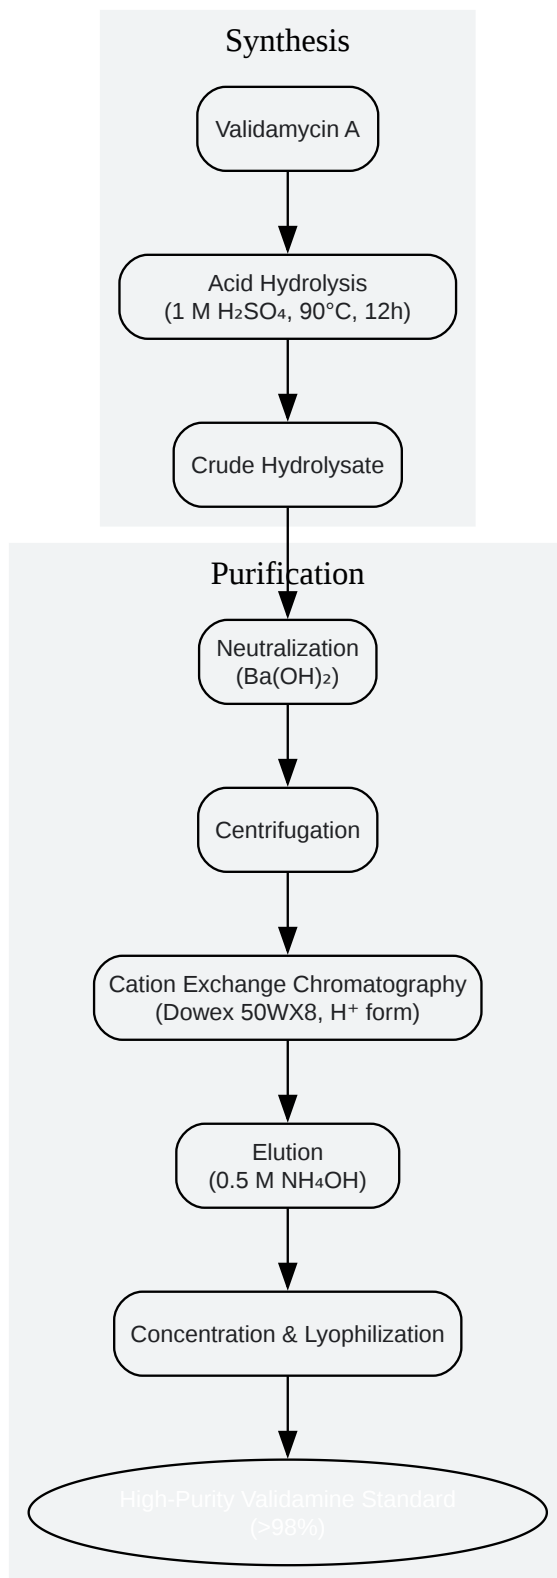 Synthesis
Validamycin A
Acid Hydrolysis
(1 M H₂SO₄, 90°C, 12h)
Crude Hydrolysate
Purification
Neutralization
(Ba(OH)₂)
Centrifugation
Cation Exchange Chromatography
(Dowex 50WX8, H⁺ form)
Elution
(0.5 M NH₄OH)
Concentration & Lyophilization
High-Purity Validamine Standard
(>98%)